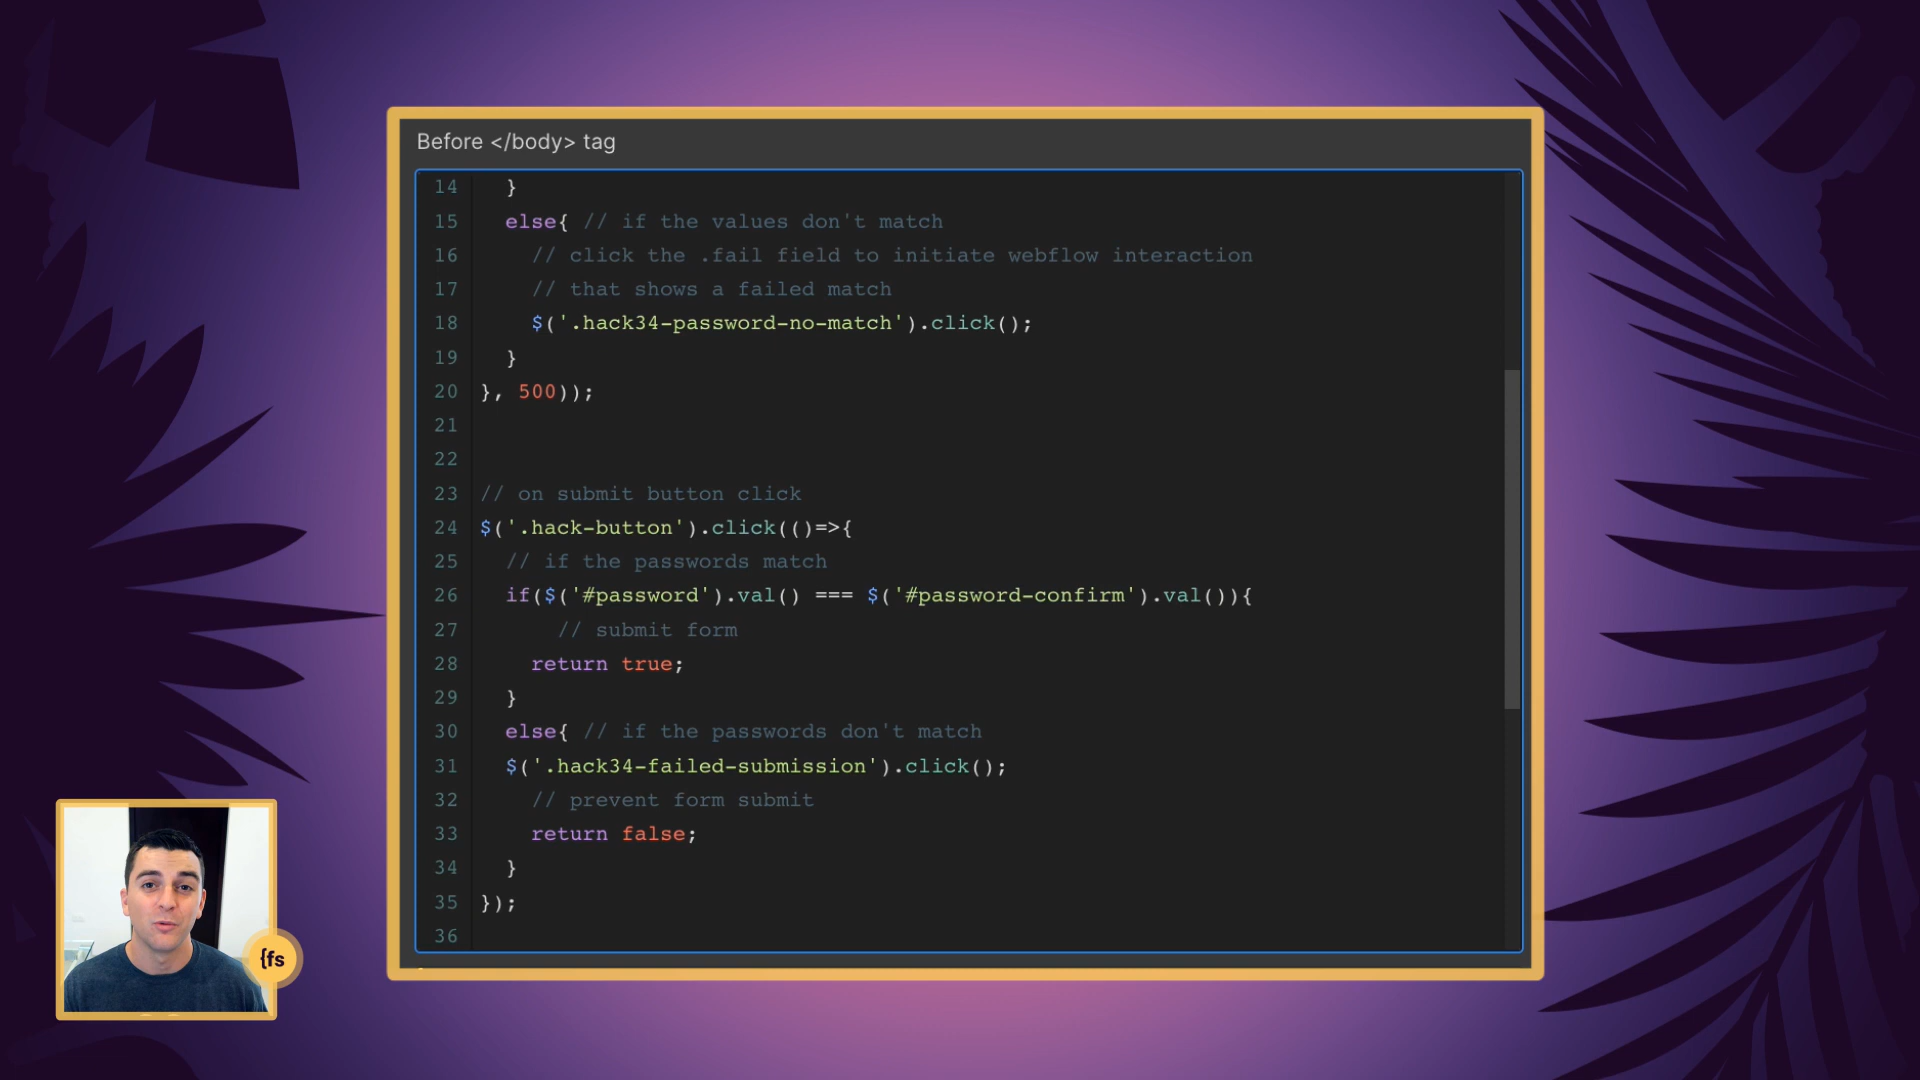 Before </body> tag
14 }
15 else{ // if the values don't match
16 // click the .fail field to initiate webflow interaction
17 // that shows a failed match
18 $('.hack34-password-no-match').click();
19 }
20 }, 500));
21
22
23 // on submit button click
24 $('.hack-button').click(()=>{
25 // if the passwords match
26 if($('#password').val() === $('#password-confirm').val()){
27 // submit form
28 return true;
29 }
30 else{ // if the passwords don't match
31 $('.hack34-failed-submission').click();
32 // prevent form submit
33 return false;
34 }
35 });
36
{fs